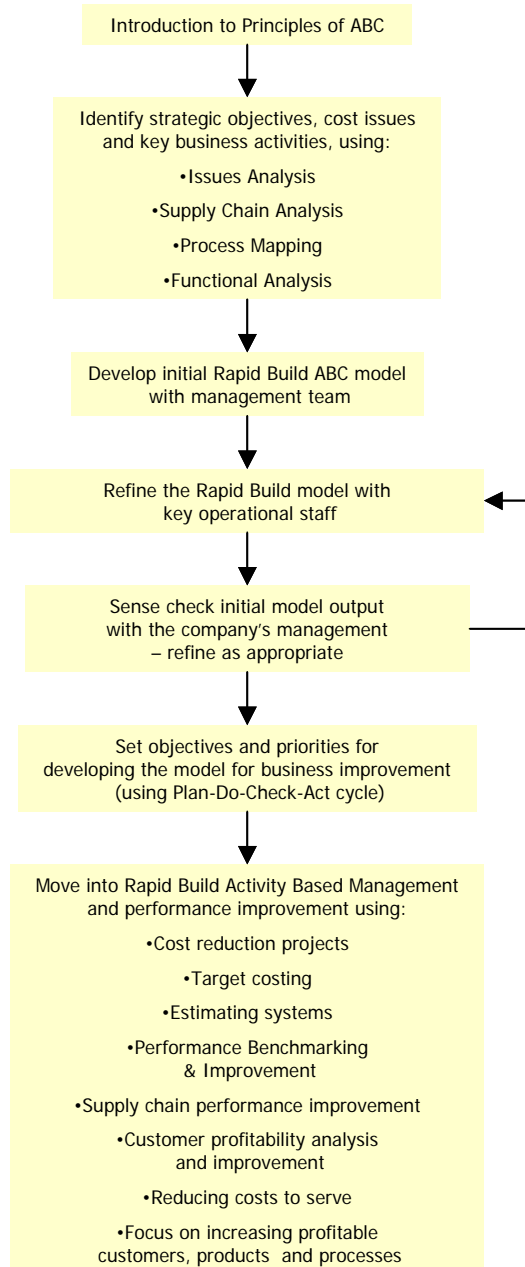 Introduction to Principles of ABC
Identify strategic objectives, cost issues
and key business activities, using:
•Issues Analysis
•Supply Chain Analysis
•Process Mapping
•Functional Analysis
Develop initial Rapid Build ABC model
with management team
Refine the Rapid Build model with
key operational staff
Sense check initial model output
with the company's management
– refine as appropriate
Set objectives and priorities for
developing the model for business improvement
(using Plan-Do-Check-Act cycle)
Move into Rapid Build Activity Based Management
and performance improvement using:
•Cost reduction projects
•Target costing
•Estimating systems
•Performance Benchmarking
& Improvement
•Supply chain performance improvement
•Customer profitability analysis
and improvement
•Reducing costs to serve
•Focus on increasing profitable
customers, products and processes